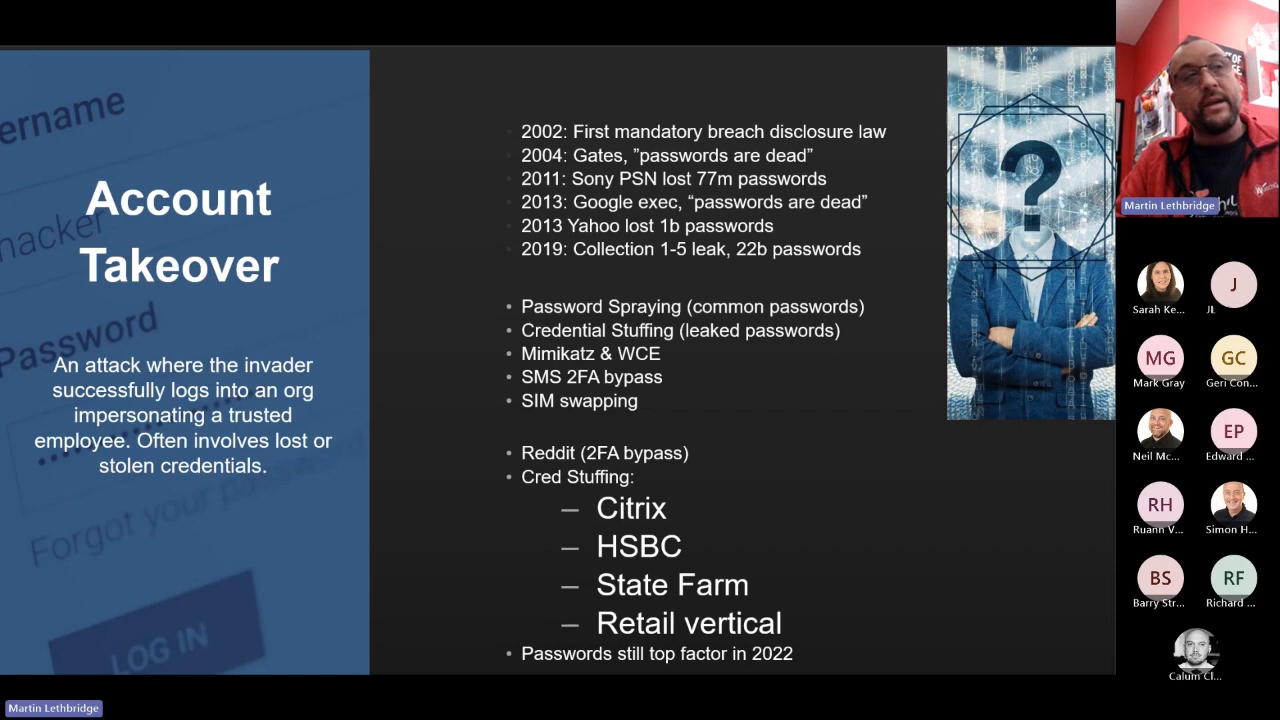 ername
hacker
Password
Forgot your password
LOG IN
Account
Takeover
An attack where the invader
successfully logs into an org
impersonating a trusted
employee. Often involves lost or
stolen credentials.
2002: First mandatory breach disclosure law
2004: Gates, ”passwords are dead”
2011: Sony PSN lost 77m passwords
2013: Google exec, “passwords are dead”
2013 Yahoo lost 1b passwords
2019: Collection 1-5 leak, 22b passwords
• Password Spraying (common passwords)
• Credential Stuffing (leaked passwords)
• Mimikatz & WCE
• SMS 2FA bypass
• SIM swapping
• Reddit (2FA bypass)
• Cred Stuffing:
– Citrix
– HSBC
– State Farm
– Retail vertical
• Passwords still top factor in 2022
?
Martin Lethbridge
Sarah Ke...
J
JL
MG
Mark Gray
GC
Geri Con...
Neil Mc...
EP
Edward ...
RH
Ruann V...
Simon H...
BS
Barry Str...
RF
Richard ...
Calum Cl...
Martin Lethbridge